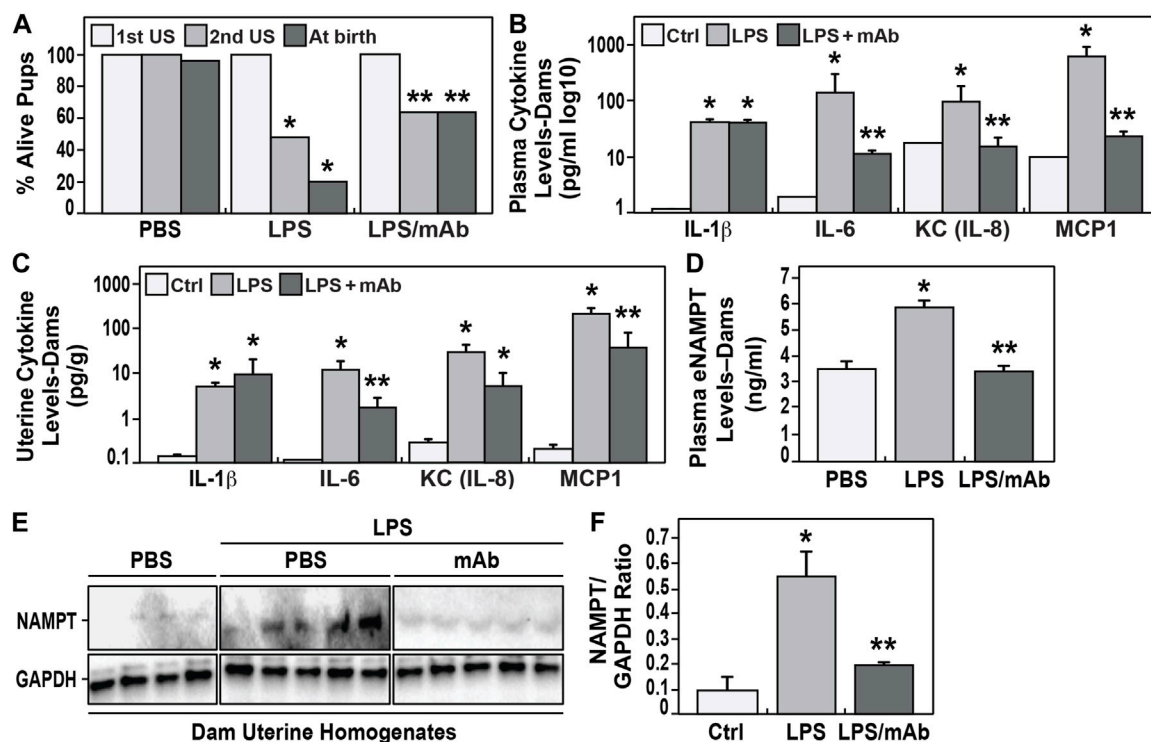 A
1st US 2nd US At birth
% Alive Pups
100
80
60
40
20
0
* * ** **
PBS LPS LPS/mAb
B
Ctrl LPS LPS + mAb
Plasma Cytokine
Levels-Dams
(pg/ml log10)
1000
100
10
1
* * * ** * ** * **
IL-1β IL-6 KC (IL-8) MCP1
C
Ctrl LPS LPS + mAb
Uterine Cytokine
Levels-Dams
(pg/g)
1000
100
10
1
0.1
* * * ** * * * **
IL-1β IL-6 KC (IL-8) MCP1
D
Plasma eNAMPT
Levels–Dams
(ng/ml)
7
6
5
4
3
2
1
0
* **
PBS LPS LPS/mAb
E
LPS
PBS PBS mAb
NAMPT
GAPDH
Dam Uterine Homogenates
F
NAMPT/
GAPDH Ratio
0.7
0.6
0.5
0.4
0.3
0.2
0.1
0
* **
Ctrl LPS LPS/mAb